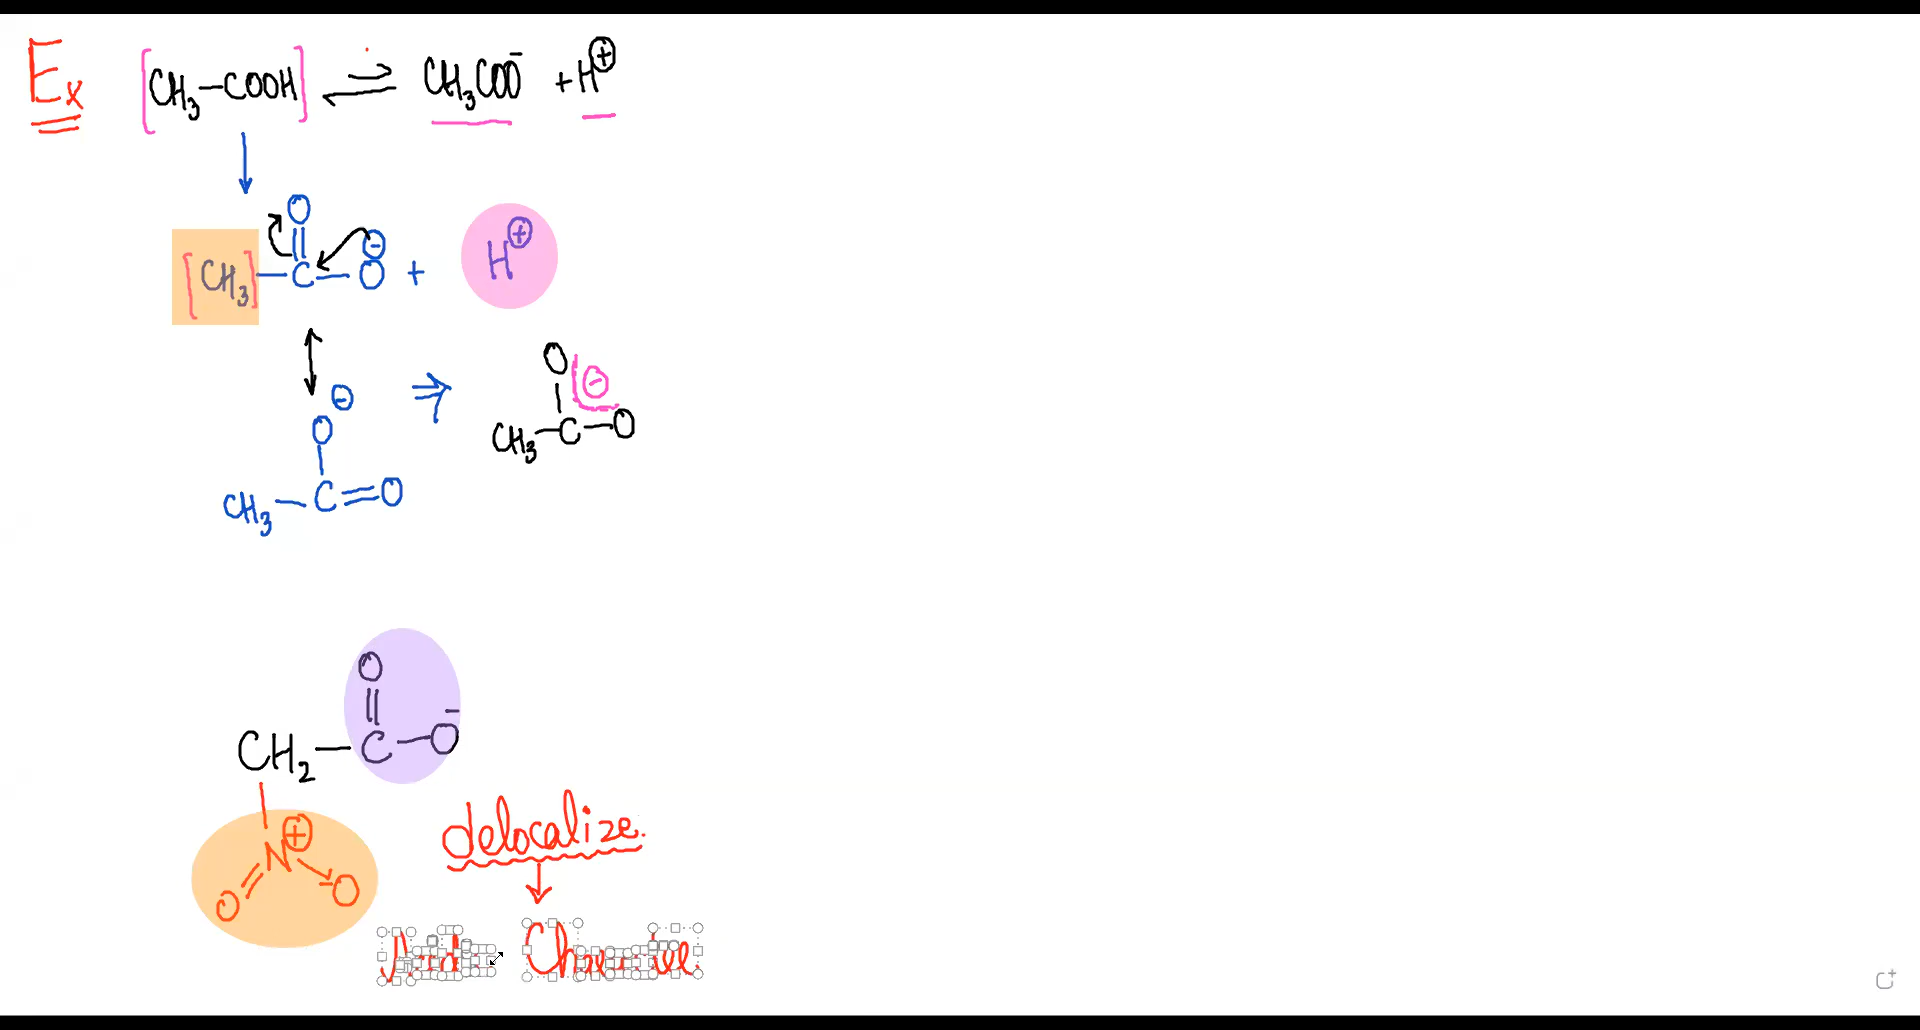 Ex [CH₃-COOH] ⇌ CH₃COO⁻ + H⊕
O
[CH₃]-C-O⊖ + H⊕
O⊖ ⇒ O ⊖
CH₃-C-O
CH₃-C=O
O
CH₂-C-O⁻
N⊕
O O
delocalize.